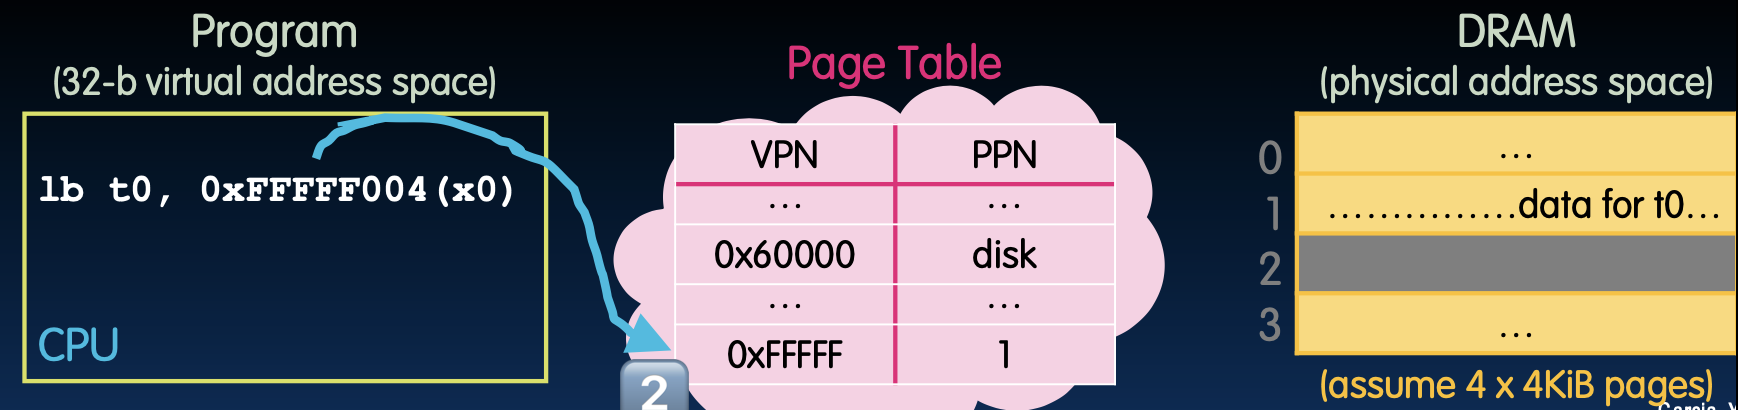 Program
(32-b virtual address space)
lb t0, 0xFFFFF004(x0)
CPU
Page Table
VPN PPN
... ...
0x60000 disk
... ...
0xFFFFF 1
2
DRAM
(physical address space)
0 ...
1 ...............data for t0...
2
3 ...
(assume 4 x 4KiB pages)